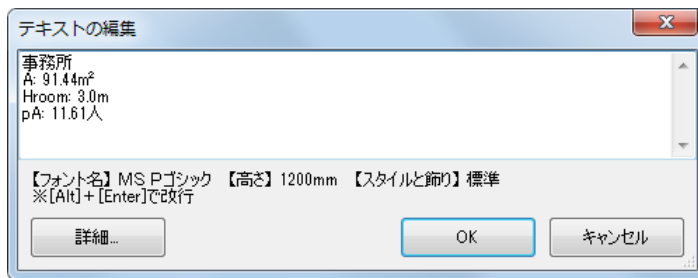 テキストの編集
事務所
A: 91.44m²
Hroom: 3.0m
pA: 11.61人
【フォント名】MS Pゴシック 【高さ】1200mm 【スタイルと飾り】標準
※[Alt]+[Enter]で改行
詳細...
OK
キャンセル